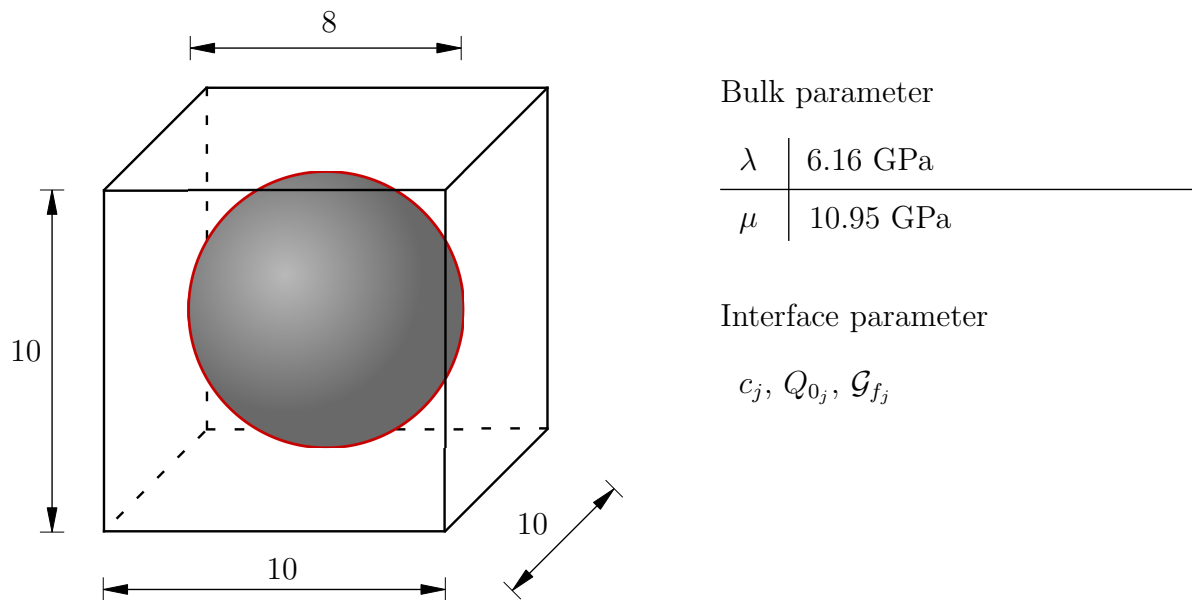 8
Bulk parameter
λ 6.16 GPa
μ 10.95 GPa
Interface parameter
10
c_j, Q_{0_j}, 𝒢_{f_j}
10
10